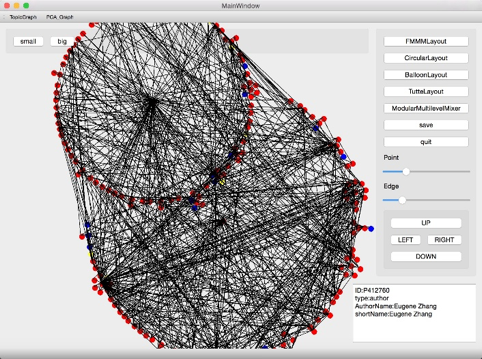 MainWindow
TopicGraph PCA_Graph
small big
FMMMLayout
CircularLayout
BalloonLayout
TutteLayout
ModularMultilevelMixer
save
quit
Point
Edge
UP
LEFT RIGHT
DOWN
ID:P412760
type:author
AuthorName:Eugene Zhang
shortName:Eugene Zhang